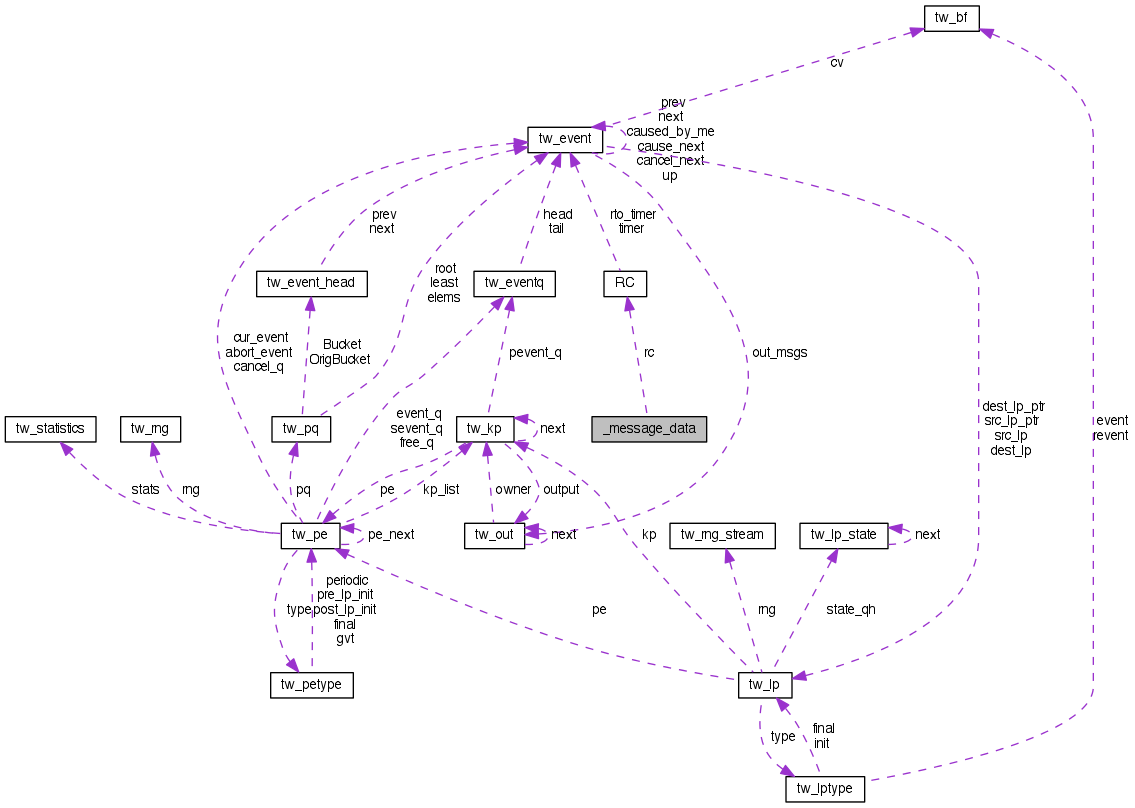 tw_bf
cv
prev
next
caused_by_me
cause_next
cancel_next
up
tw_event
prev
next
head
tail
rto_timer
timer
root
least
elems
tw_event_head
tw_eventq
RC
cur_event
abort_event
cancel_q
Bucket
OrigBucket
pevent_q
rc
out_msgs
tw_statistics
tw_rng
tw_pq
event_q
sevent_q
free_q
tw_kp
next
_message_data
dest_lp_ptr
src_lp_ptr
src_lp
dest_lp
event
revent
stats
rng
pq
pe
kp_list
owner
output
tw_pe
pe_next
tw_out
next
kp
tw_rng_stream
tw_lp_state
next
type
periodic
pre_lp_init
post_lp_init
final
gvt
pe
rng
state_qh
tw_petype
tw_lp
type
final
init
tw_lptype